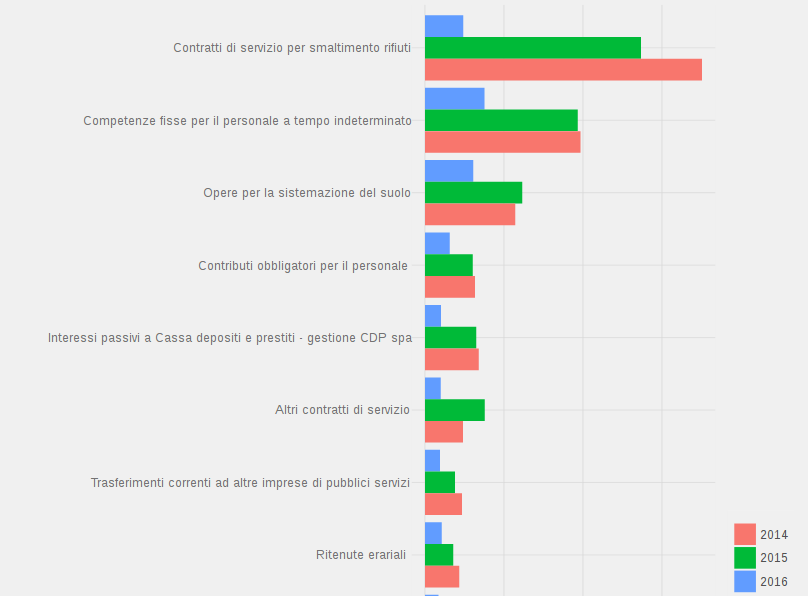 Contratti di servizio per smaltimento rifiuti
Competenze fisse per il personale a tempo indeterminato
Opere per la sistemazione del suolo
Contributi obbligatori per il personale
Interessi passivi a Cassa depositi e prestiti - gestione CDP spa
Altri contratti di servizio
Trasferimenti correnti ad altre imprese di pubblici servizi
Ritenute erariali
2014
2015
2016